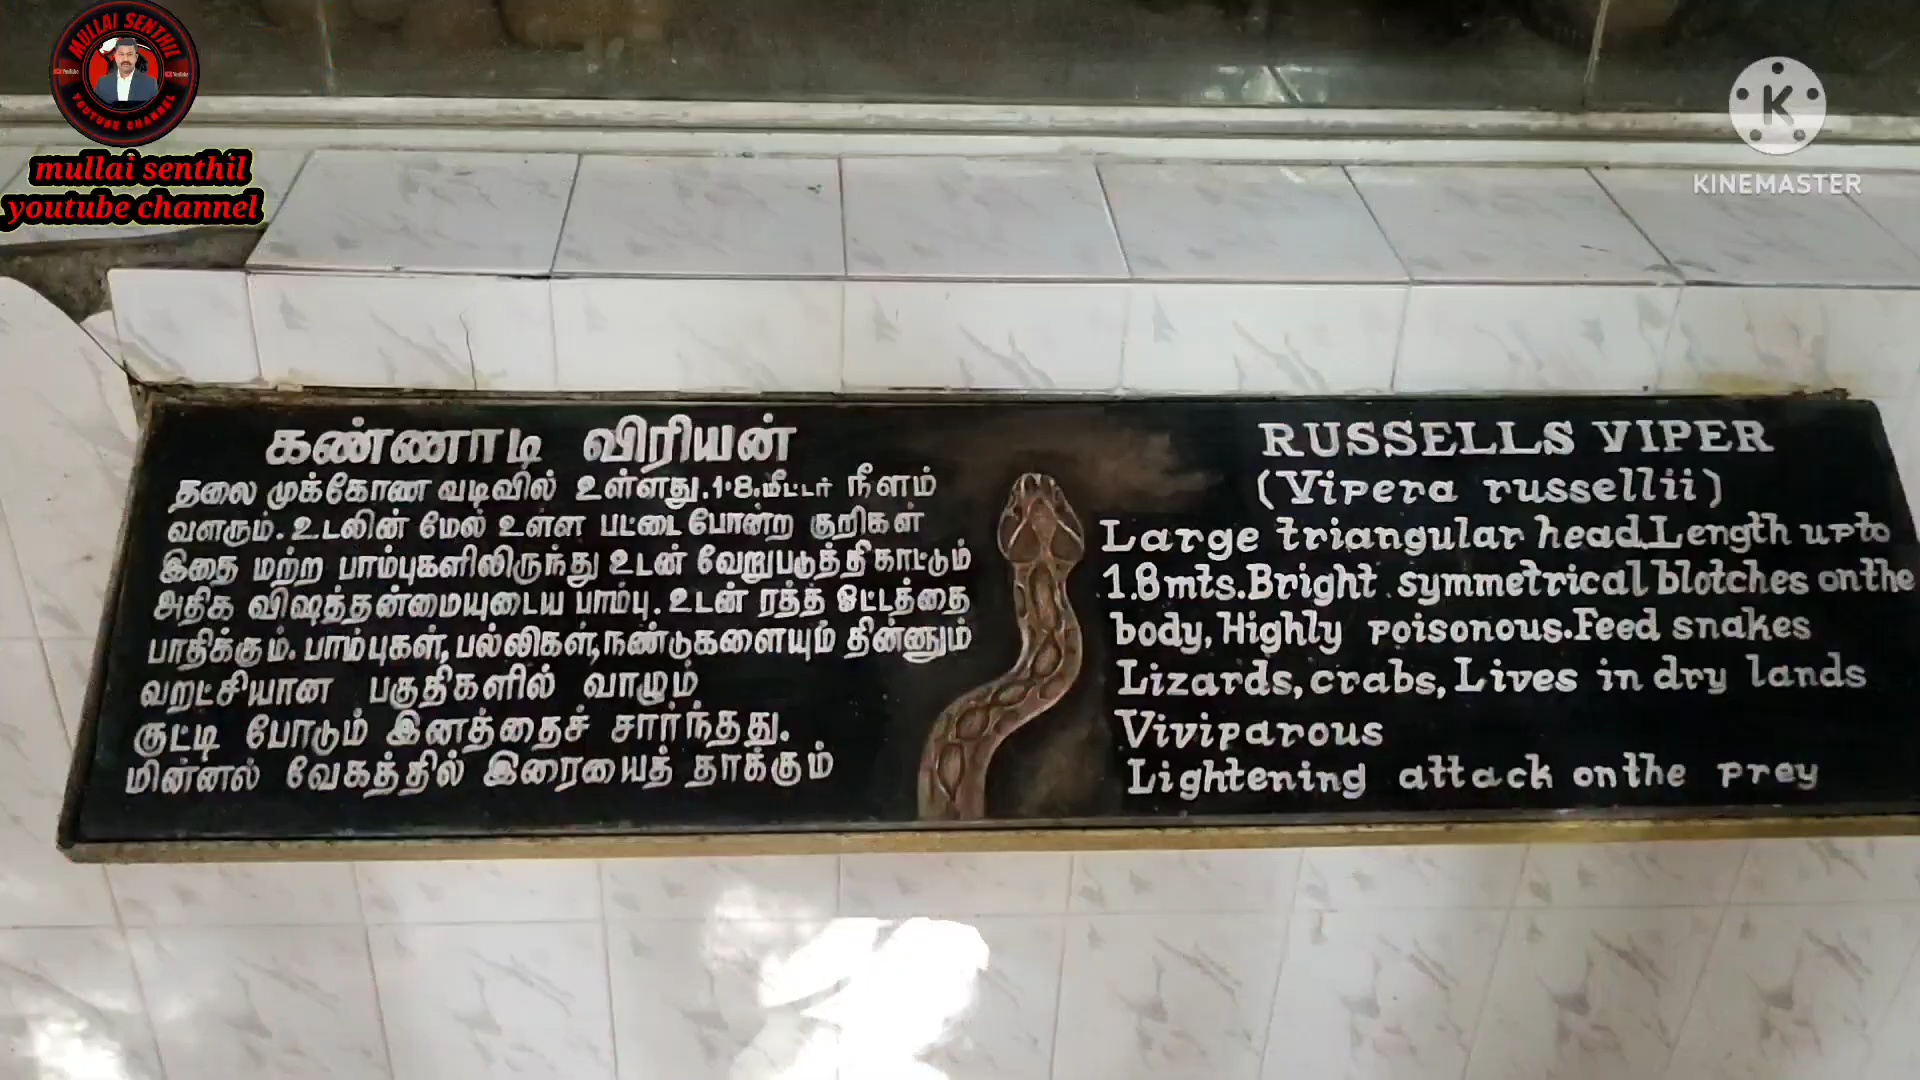 MULLAI SENTHIL
YOUTUBE CHANNEL
mullai senthil
youtube channel
K
KINEMASTER
கண்ணாடி விரியன்
தலை முக்கோண வடிவில் உள்ளது.1.8.மீட்டர் நீளம்
வளரும். உடலின் மேல் உள்ள பட்டை போன்ற குறிகள்
இதை மற்ற பாம்புகளிலிருந்து உடன் வேறுபடுத்தி காட்டும்
அதிக விஷத்தன்மையுடைய பாம்பு. உடன் ரத்த ஓட்டத்தை
பாதிக்கும். பாம்புகள், பல்லிகள், நண்டுகளையும் தின்னும்
வறட்சியான பகுதிகளில் வாழும்
குட்டி போடும் இனத்தைச் சார்ந்தது.
மின்னல் வேகத்தில் இரையைத் தாக்கும்
RUSSELLS VIPER
(Vipera russellii)
Large triangular head.Length upto
1.8mts.Bright symmetrical blotches on the
body, Highly poisonous.Feed snakes
Lizards, crabs, Lives in dry lands
Viviparous
Lightening attack on the prey